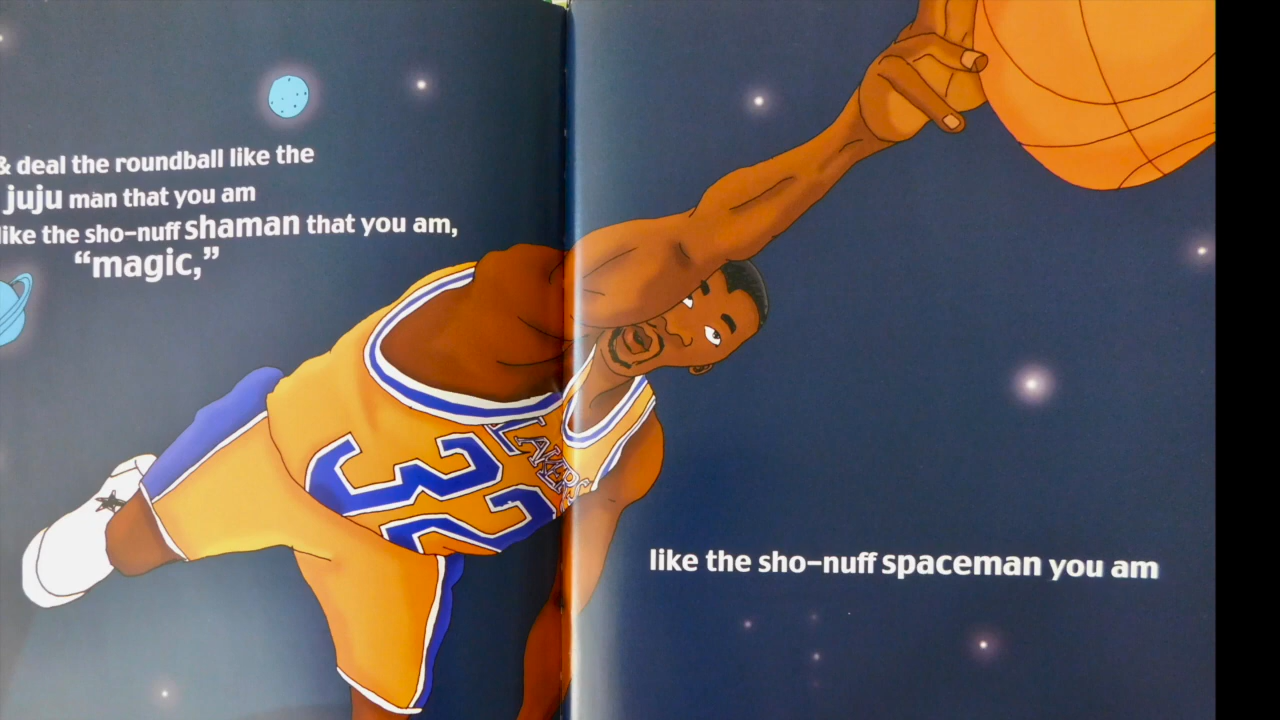 & deal the roundball like the
juju man that you am
like the sho-nuff shaman that you am,
“magic,”
LAKERS
32
like the sho-nuff spaceman you am